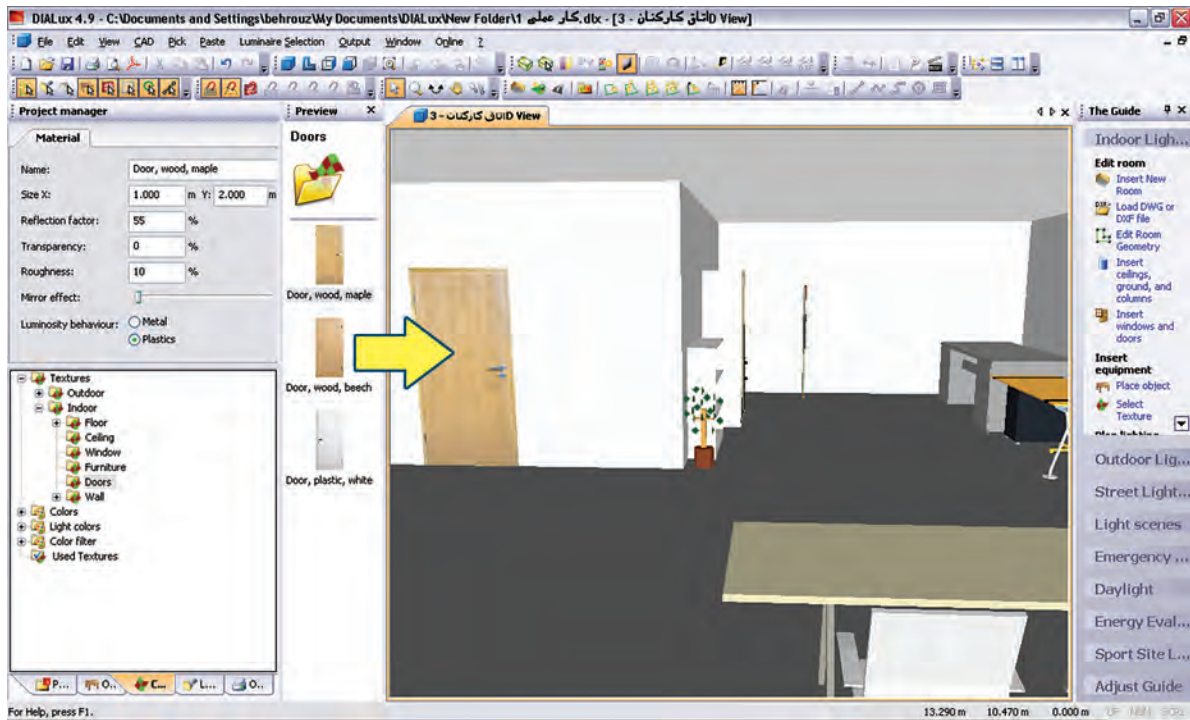 DIALux 4.9 - C:\Documents and Settings\behrouz\My Documents\DIALux\New Folder\1 کار عملی.dlx - [3 - اتاق کارکنانD View]
File Edit View CAD Pick Paste Luminaire Selection Output Window Online ?
Project manager
Material
Name: Door, wood, maple
Size X: 1.000 m Y: 2.000 m
Reflection factor: 55 %
Transparency: 0 %
Roughness: 10 %
Mirror effect:
Luminosity behaviour: Metal
Plastics
Textures
Outdoor
Indoor
Floor
Ceiling
Window
Furniture
Doors
Wall
Colors
Light colors
Color filter
Used Textures
P... O.. C... L... O..
Preview
Doors
Door, wood, maple
Door, wood, beech
Door, plastic, white
3 - اتاق کارکنانD View
The Guide
Indoor Ligh...
Edit room
Insert New
Room
Load DWG or
DXF file
Edit Room
Geometry
Insert
ceilings,
ground, and
columns
Insert
windows and
doors
Insert
equipment
Place object
Select
Texture
Outdoor Lig...
Street Light...
Light scenes
Emergency ...
Daylight
Energy Eval...
Sport Site L...
Adjust Guide
For Help, press F1.
13.290 m 10.470 m 0.000 m